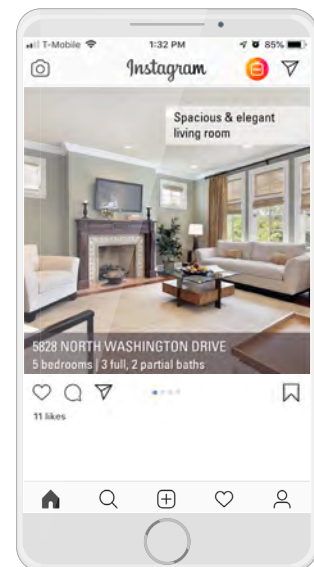 T-Mobile 1:32 PM 85%
Instagram
Spacious & elegant
living room
5828 NORTH WASHINGTON DRIVE
5 bedrooms | 3 full, 2 partial baths
11 likes